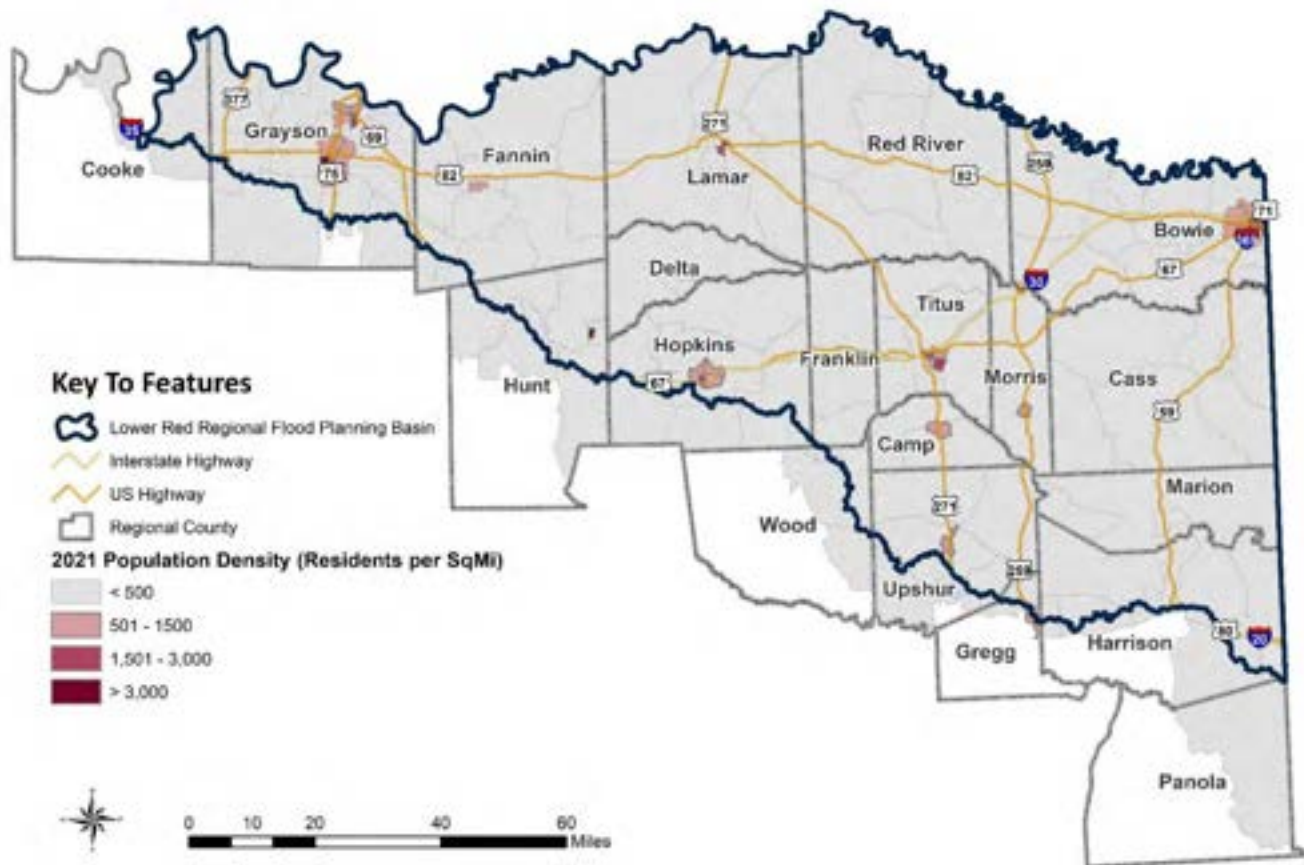 377
35
Grayson
69
271
Cooke
Fannin
Red River
75
82
Lamar
82
259
71
Bowie
30
67
Delta
Titus
Hopkins
Franklin
Morris
Cass
Hunt
67
59
Camp
Marion
Wood
271
259
Upshur
80
20
Gregg
Harrison
Panola
Key To Features
Lower Red Regional Flood Planning Basin
Interstate Highway
US Highway
Regional County
2021 Population Density (Residents per SqMi)
< 500
501 - 1500
1,501 - 3,000
> 3,000
0 10 20 40 60
Miles